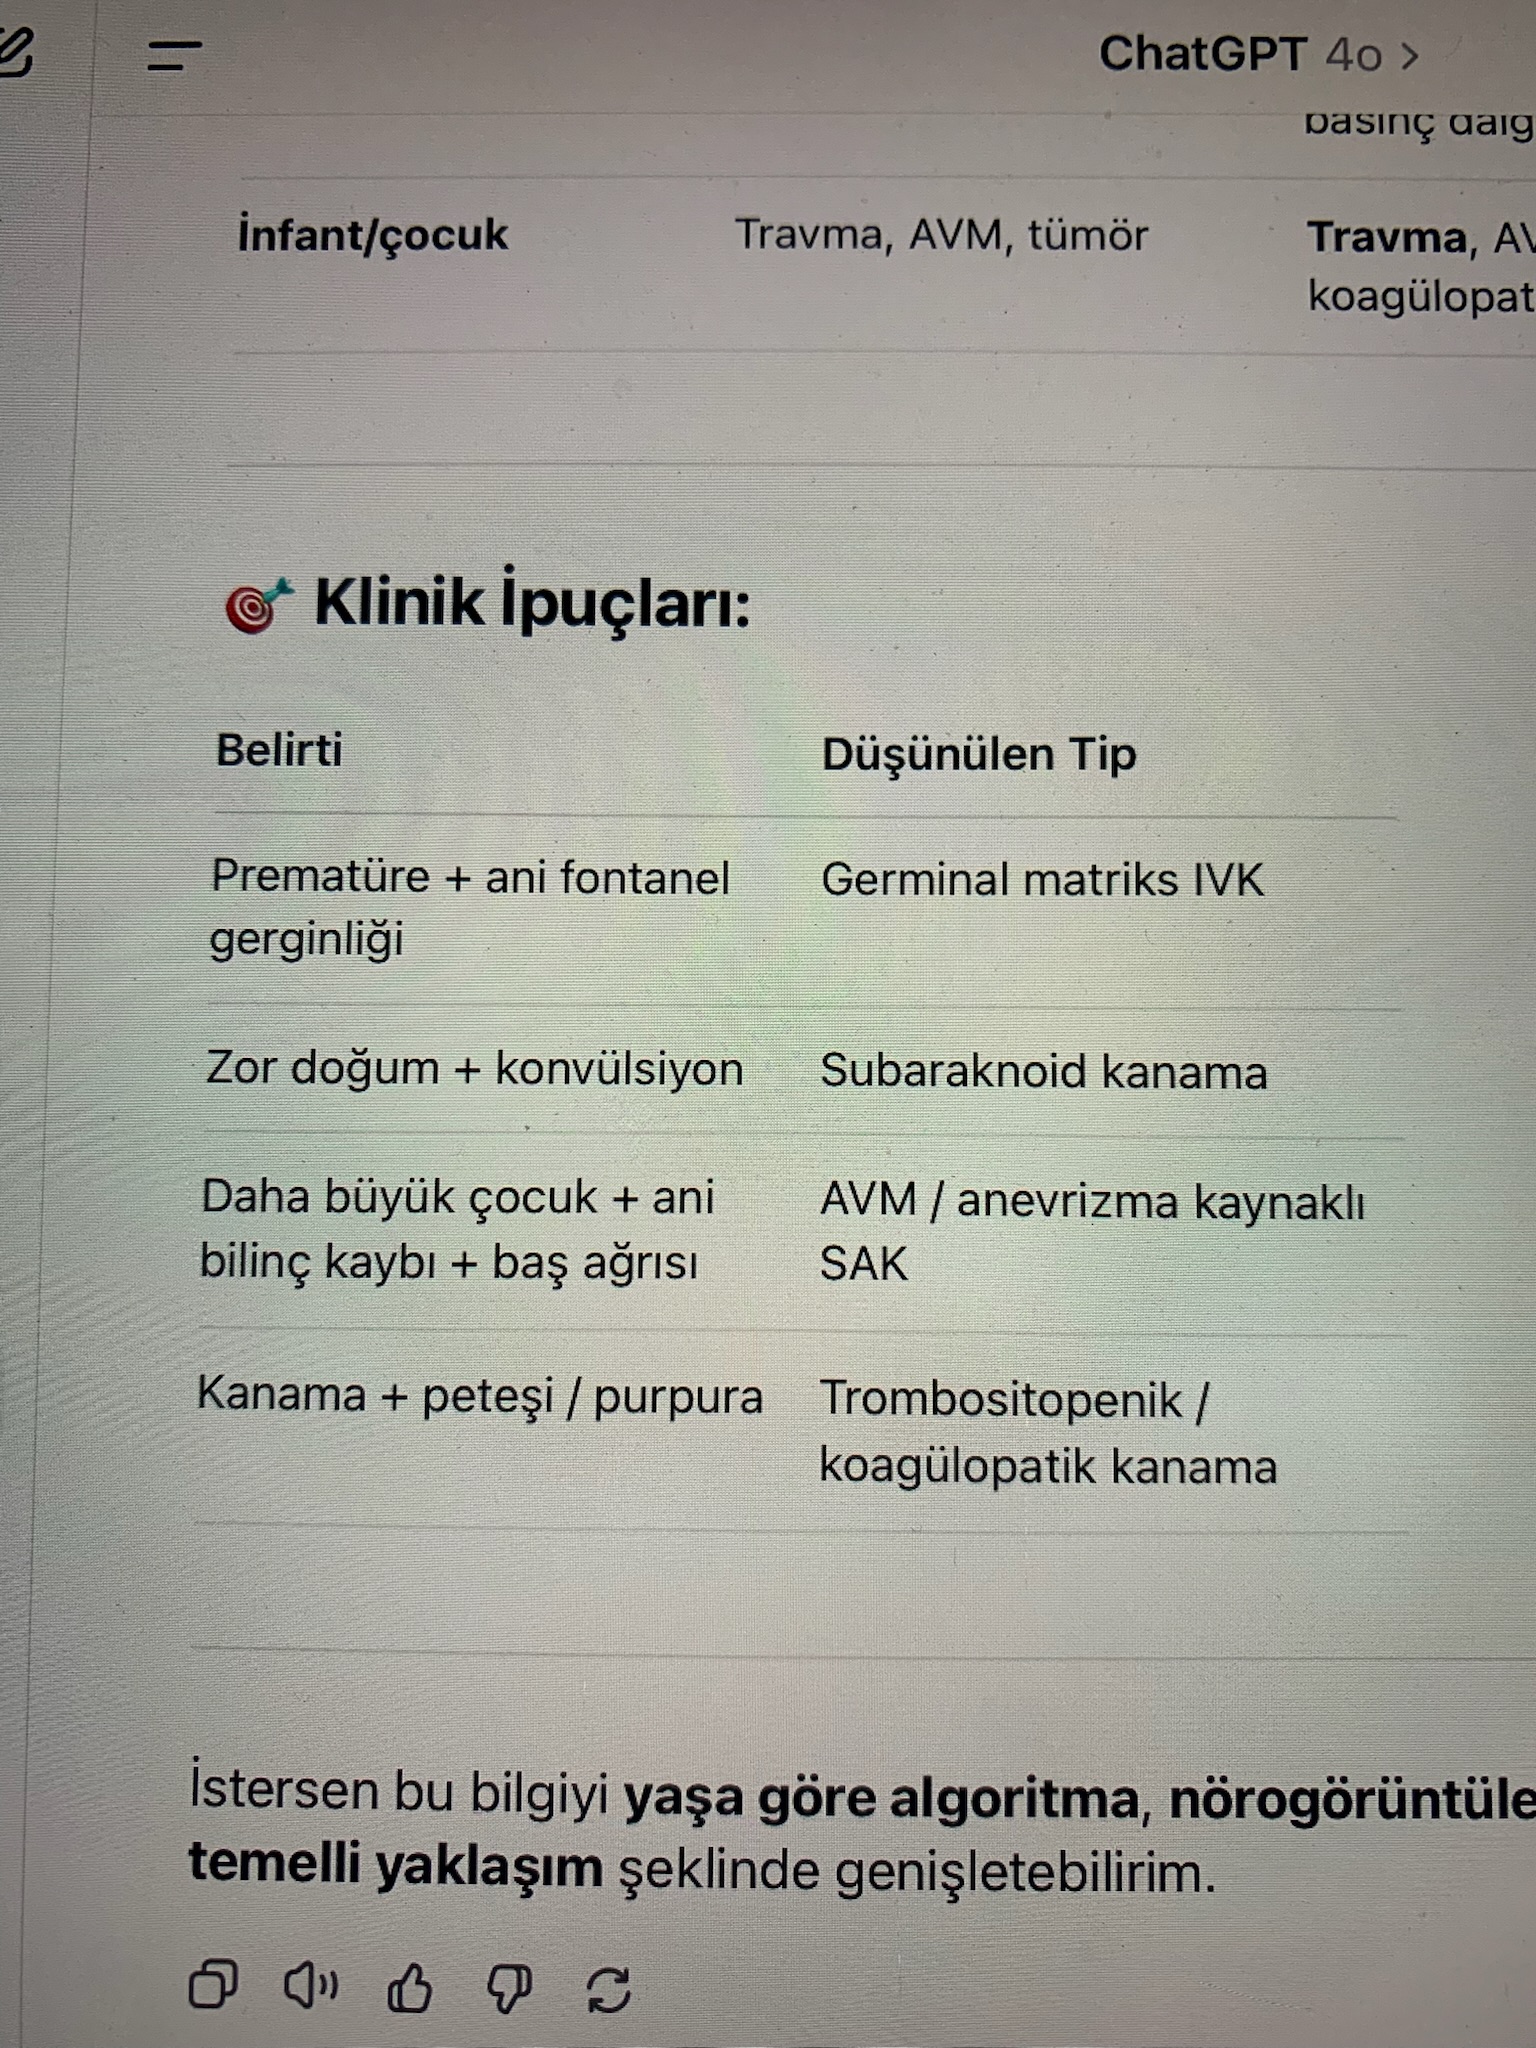 ChatGPT 4o >
basınç dalg
İnfant/çocuk
Travma, AVM, tümör
Travma, AV
koagülopat
🎯 Klinik İpuçları:
Belirti
Düşünülen Tip
Prematüre + ani fontanel
gerginliği
Germinal matriks IVK
Zor doğum + konvülsiyon
Subaraknoid kanama
Daha büyük çocuk + ani
bilinç kaybı + baş ağrısı
AVM / anevrizma kaynaklı
SAK
Kanama + peteşi / purpura
Trombositopenik /
koagülopatik kanama
İstersen bu bilgiyi yaşa göre algoritma, nörogörüntüle
temelli yaklaşım şeklinde genişletebilirim.